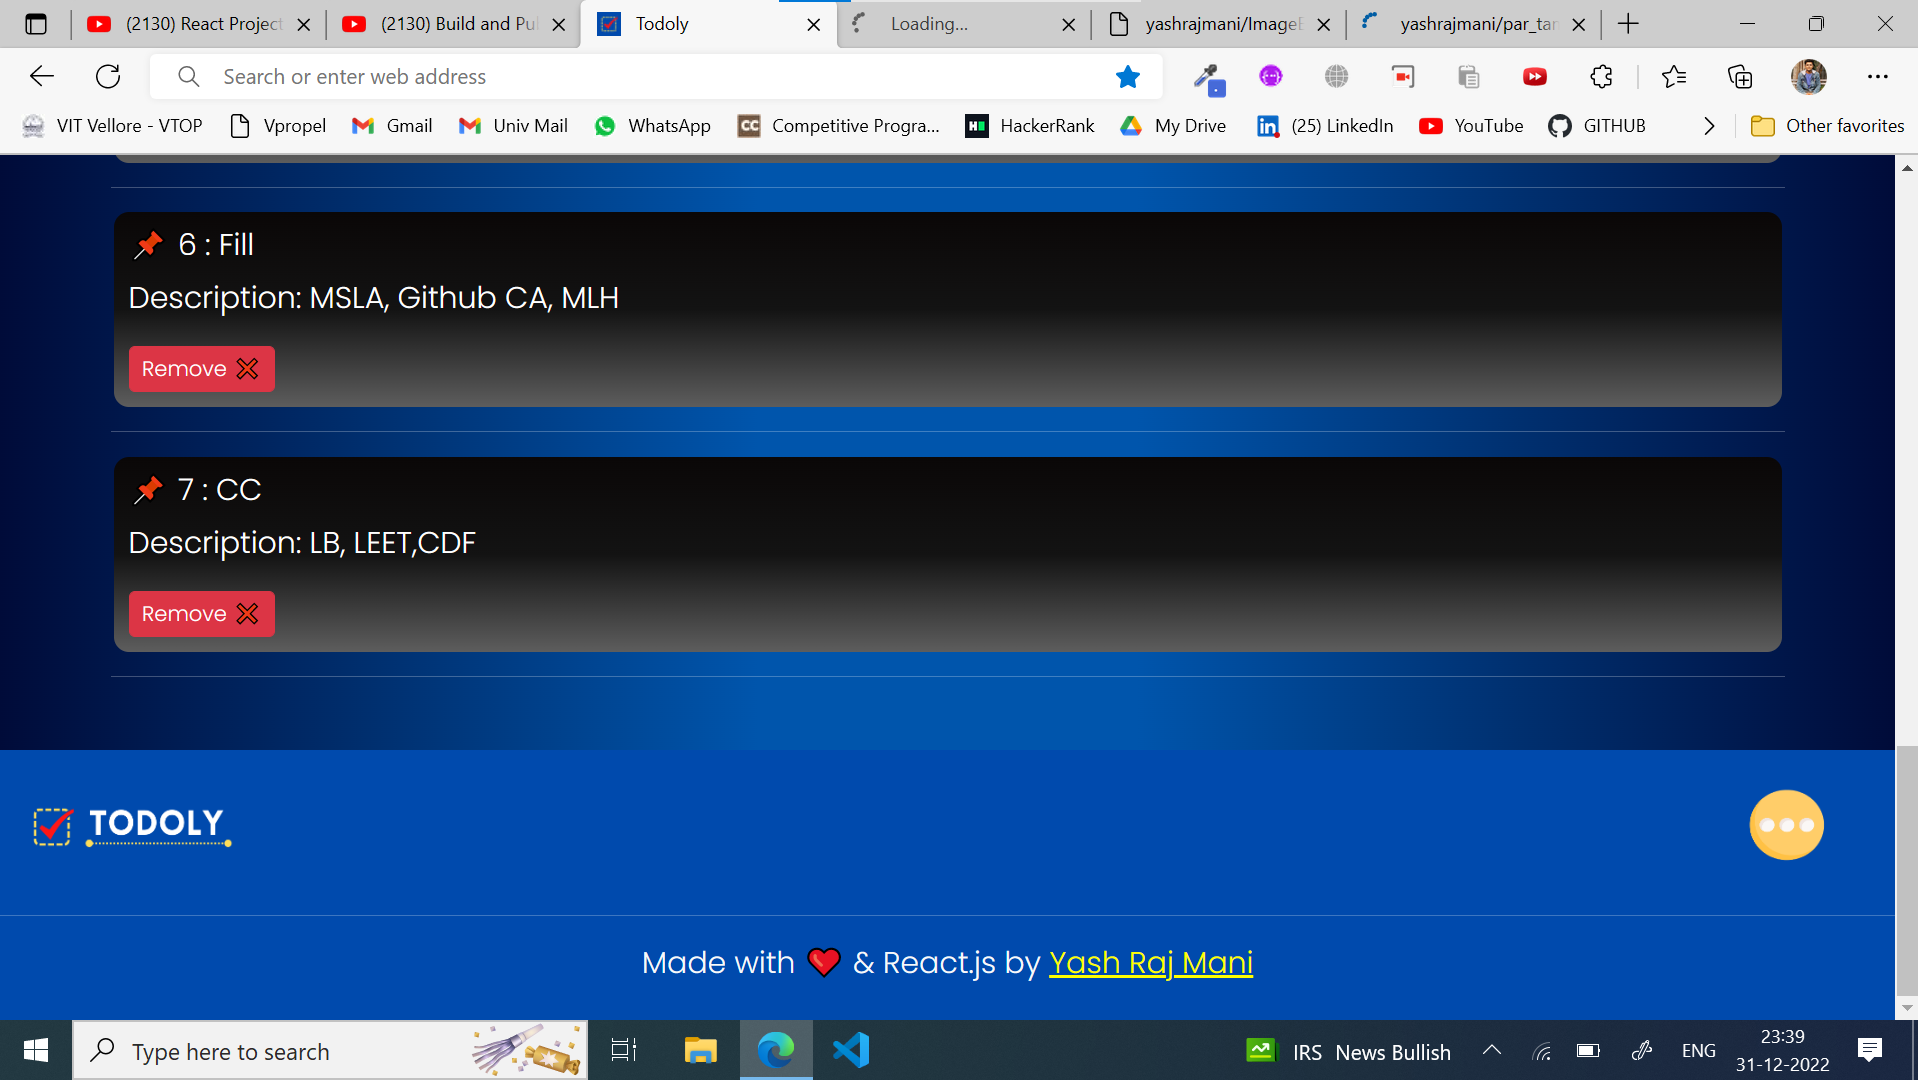 (2130) React Project
(2130) Build and Pu
Todoly
Loading...
yashrajmani/Image
yashrajmani/par_ta
Search or enter web address
VIT Vellore - VTOP
Vpropel
Gmail
Univ Mail
WhatsApp
CC
Competitive Progra...
HackerRank
My Drive
(25) LinkedIn
YouTube
GITHUB
Other favorites
6 : Fill
Description: MSLA, Github CA, MLH
Remove
7 : CC
Description: LB, LEET,CDF
Remove
TODOLY
Made with ❤ & React.js by Yash Raj Mani
Type here to search
IRS News Bullish
ENG
23:39
31-12-2022